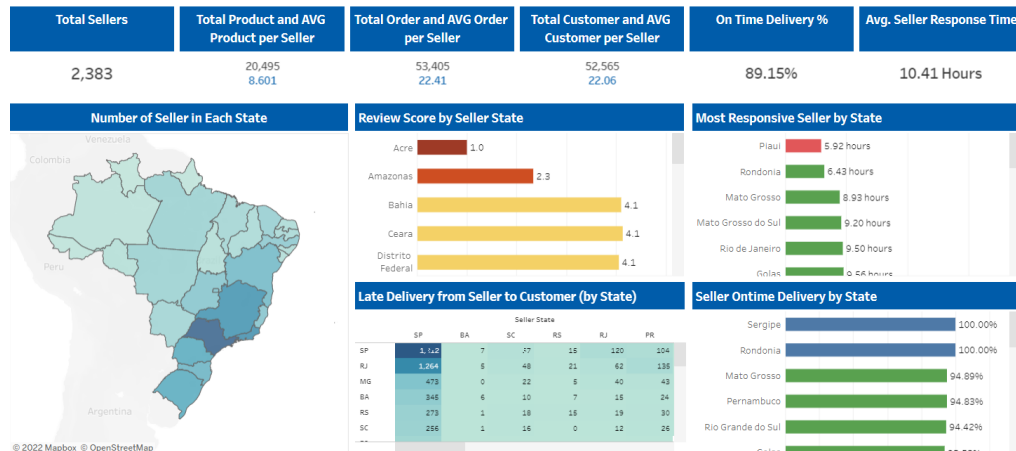 Total Sellers
Total Product and AVG
Product per Seller
Total Order and AVG Order
per Seller
Total Customer and AVG
Customer per Seller
On Time Delivery %
Avg. Seller Response Time
2,383
20,495
8.601
53,405
22.41
52,565
22.06
89.15%
10.41 Hours
Number of Seller in Each State
Venezuela
Colombia
Peru
Argentina
© 2022 Mapbox © OpenStreetMap
Review Score by Seller State
Acre 1.0
Amazonas 2.3
Bahia 4.1
Ceara 4.1
Distrito
Federal 4.1
Most Responsive Seller by State
Piaui 5.92 hours
Rondonia 6.43 hours
Mato Grosso 8.93 hours
Mato Grosso do Sul 9.20 hours
Rio de Janeiro 9.50 hours
9.56 hours
Late Delivery from Seller to Customer (by State)
Seller State
SP BA SC RS RJ PR
SP 7 15 120 104
RJ 1,264 5 48 21 62 135
MG 473 0 22 5 40 43
BA 345 6 10 7 15 24
RS 273 1 18 15 19 30
SC 256 1 16 0 12 26
Seller Ontime Delivery by State
Sergipe 100.00%
Rondonia 100.00%
Mato Grosso 94.89%
Pernambuco 94.83%
Rio Grande do Sul 94.42%